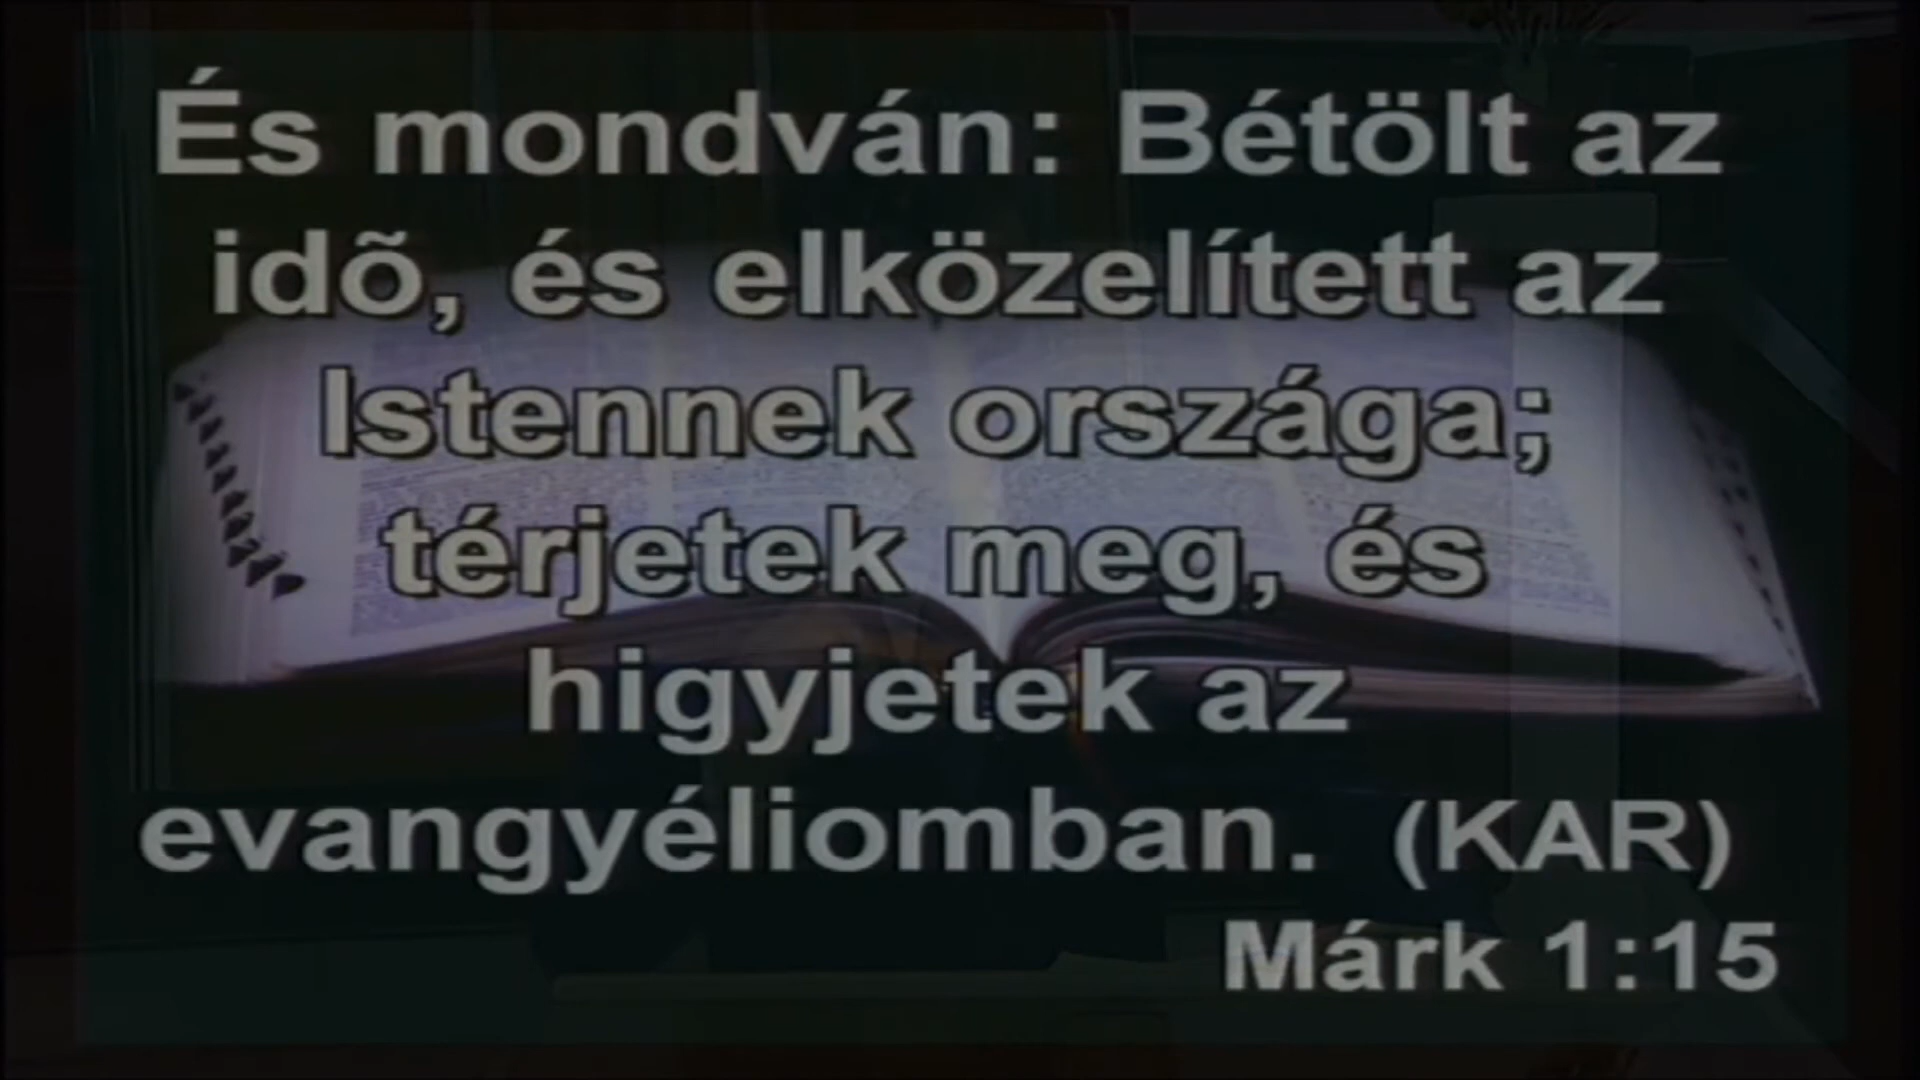 És mondván: Bétölt az
idõ, és elközelített az
Istennek országa;
térjetek meg, és
higyjetek az
evangyéliomban. (KAR)
Márk 1:15